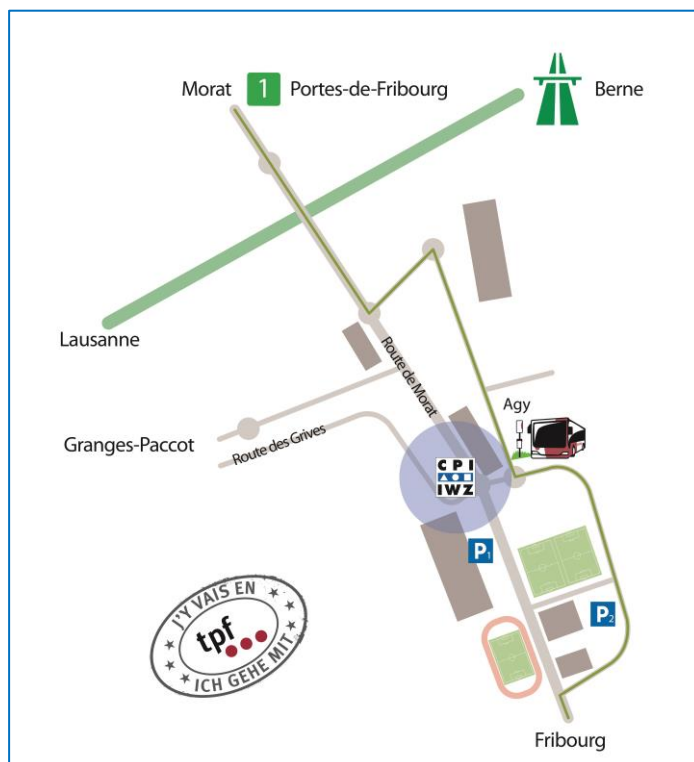 Morat 1 Portes-de-Fribourg
Berne
Lausanne
Route de Morat
Agy
Granges-Paccot
Route des Grives
CPI
IWZ
P1
P2
J'Y VAIS EN
tpf
ICH GEHE MIT
Fribourg